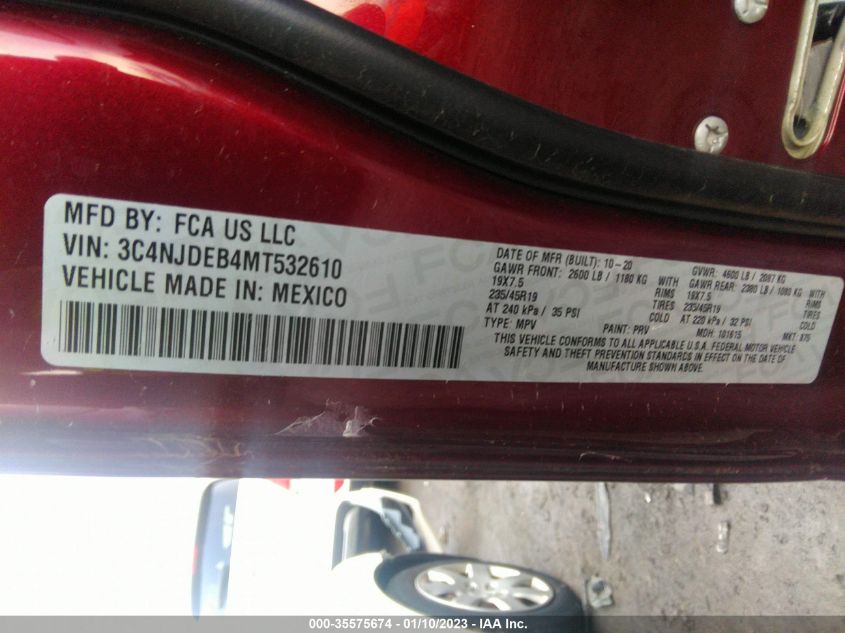 MFD BY: FCA US LLC
VIN: 3C4NJDEB4MT532610
VEHICLE MADE IN: MEXICO
DATE OF MFR (BUILT): 10-20 GVWR: 4600 LB / 2087 KG
GAWR FRONT: 2600 LB / 1180 KG WITH GAWR REAR: 2380 LB / 1080 KG WITH
19X7.5 RIMS 19X7.5 RIMS
235/45R19 TIRES 235/45R19 TIRES
AT 240 kPa / 35 PSI COLD AT 220 kPa / 32 PSI COLD
TYPE: MPV PAINT: PRV MDH: 101615 MKT: 875
THIS VEHICLE CONFORMS TO ALL APPLICABLE U.S.A. FEDERAL MOTOR VEHICLE
SAFETY AND THEFT PREVENTION STANDARDS IN EFFECT ON THE DATE OF
MANUFACTURE SHOWN ABOVE.
000-35575674 - 01/10/2023 - IAA Inc.